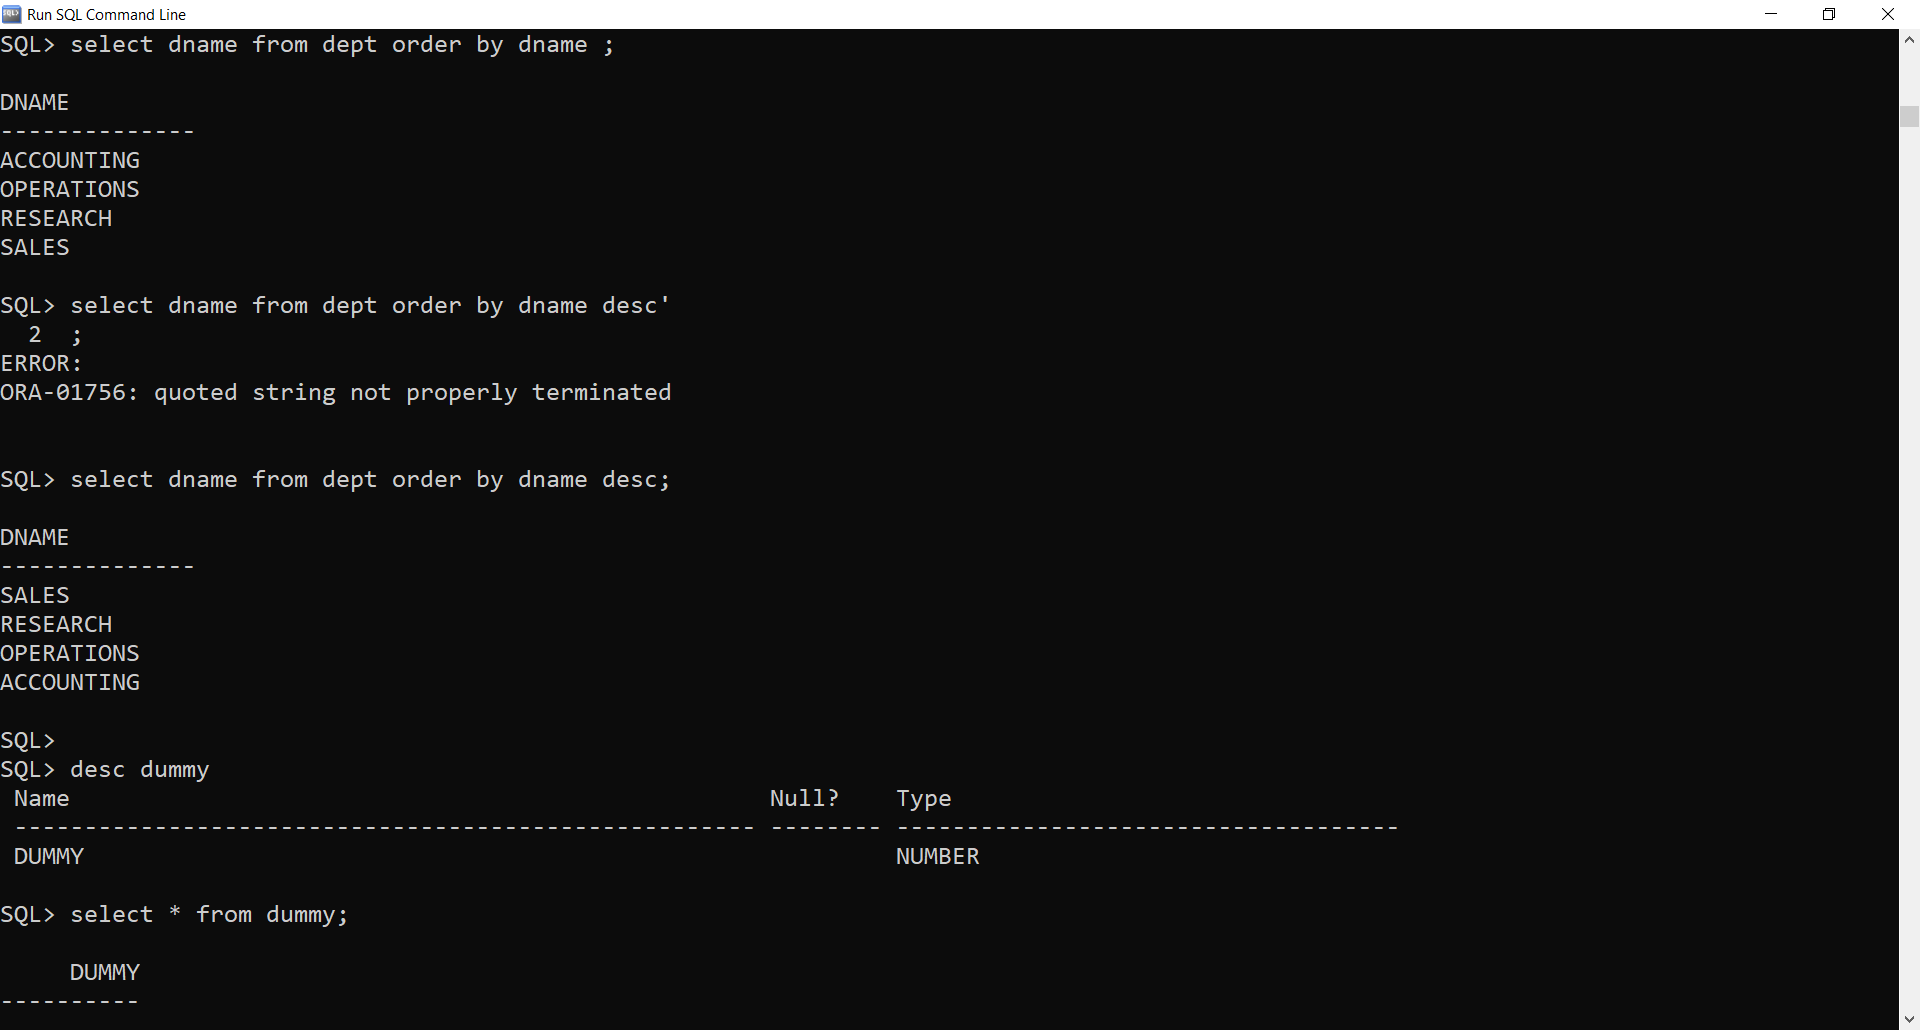 Run SQL Command Line
SQL> select dname from dept order by dname ;
DNAME
--------------
ACCOUNTING
OPERATIONS
RESEARCH
SALES
SQL> select dname from dept order by dname desc'
  2  ;
ERROR:
ORA-01756: quoted string not properly terminated
SQL> select dname from dept order by dname desc;
DNAME
--------------
SALES
RESEARCH
OPERATIONS
ACCOUNTING
SQL>
SQL> desc dummy
 Name                                                  Null?    Type
 ----------------------------------------------------- -------- ------------------------------------
 DUMMY                                                          NUMBER
SQL> select * from dummy;
     DUMMY
----------